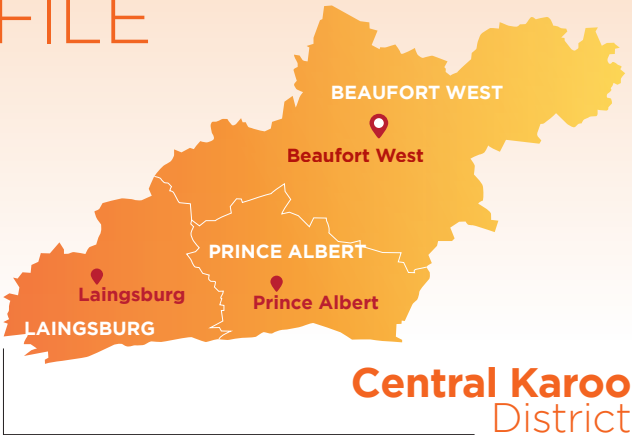 FILE
BEAUFORT WEST
Beaufort West
PRINCE ALBERT
Laingsburg
Prince Albert
LAINGSBURG
Central Karoo
District